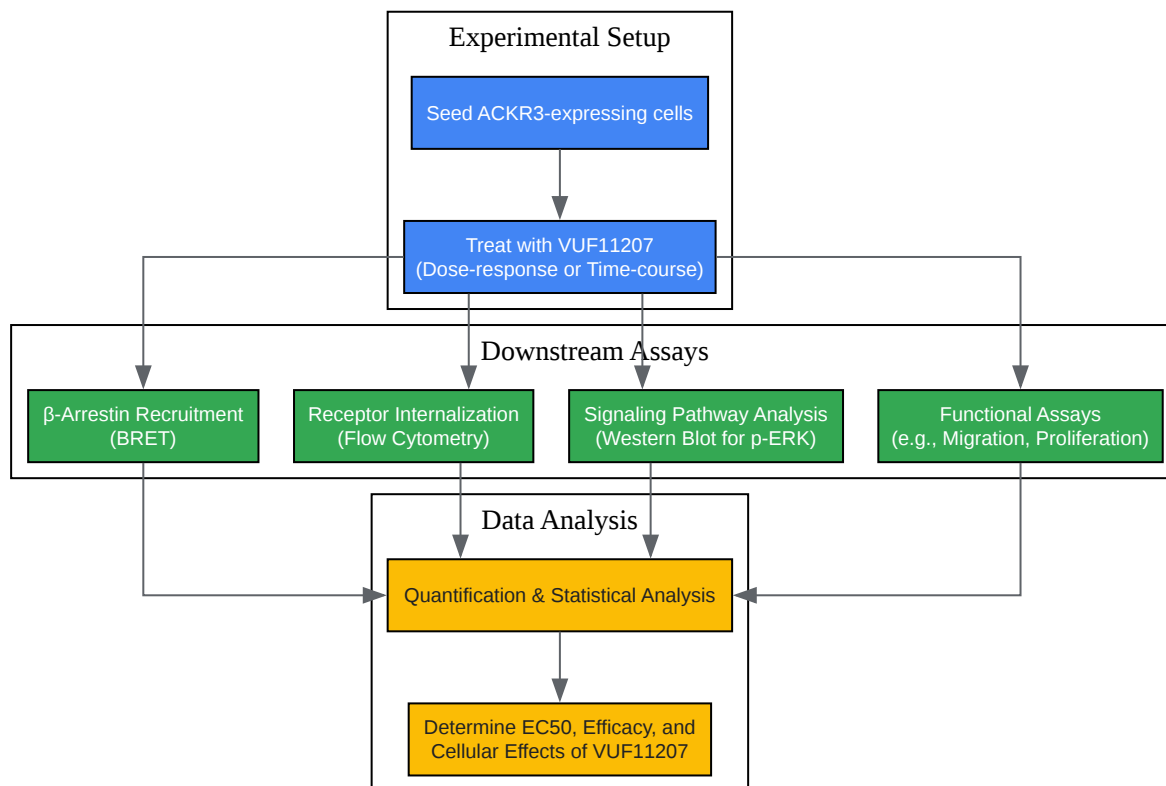 Experimental Setup
Seed ACKR3-expressing cells
Treat with VUF11207
(Dose-response or Time-course)
Downstream Assays
β-Arrestin Recruitment
(BRET)
Receptor Internalization
(Flow Cytometry)
Signaling Pathway Analysis
(Western Blot for p-ERK)
Functional Assays
(e.g., Migration, Proliferation)
Data Analysis
Quantification & Statistical Analysis
Determine EC50, Efficacy, and
Cellular Effects of VUF11207